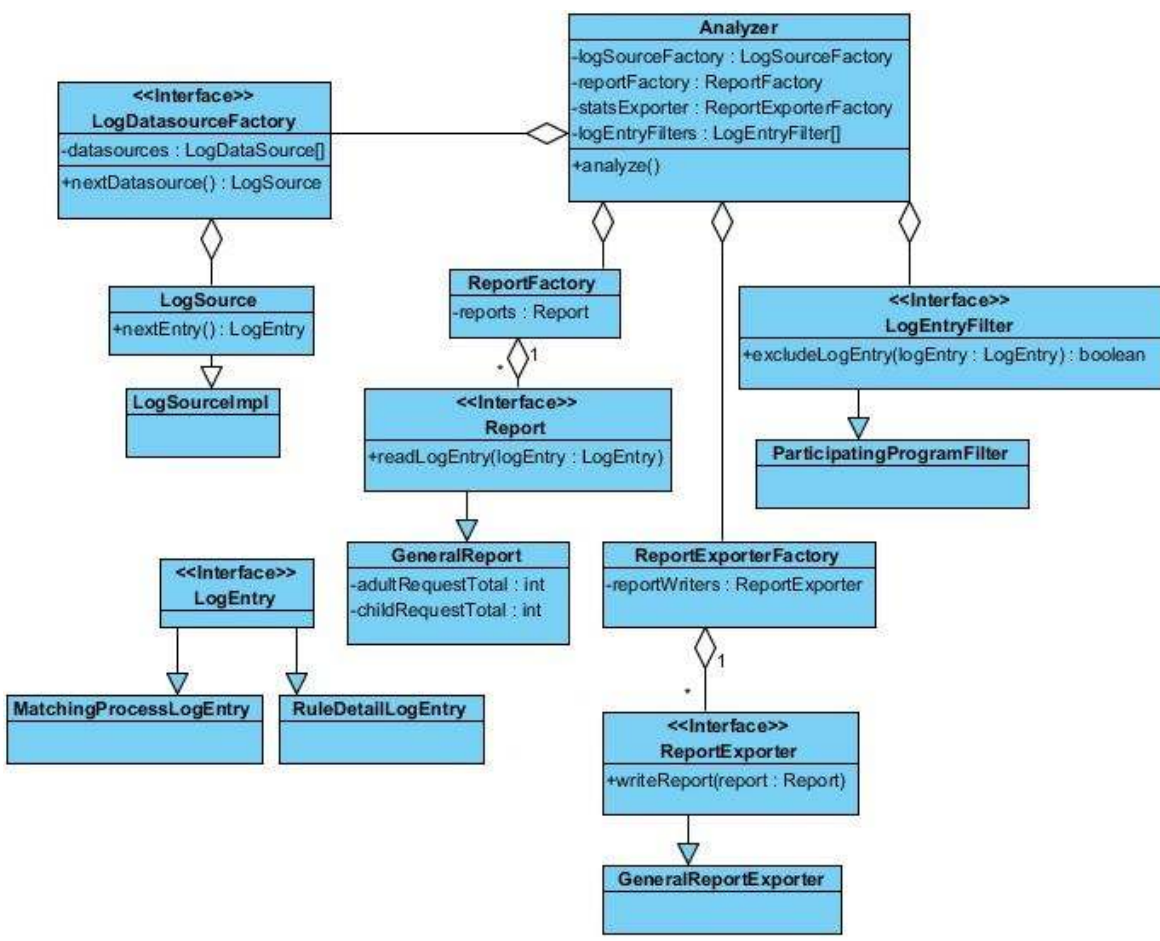 Analyzer
-logSourceFactory : LogSourceFactory
-reportFactory : ReportFactory
-statsExporter : ReportExporterFactory
-logEntryFilters : LogEntryFilter[]
+analyze()
<<Interface>>
LogDatasourceFactory
-datasources : LogDataSource[]
+nextDatasource() : LogSource
LogSource
+nextEntry() : LogEntry
LogSourceImpl
ReportFactory
-reports : Report
1
*
<<Interface>>
Report
+readLogEntry(logEntry : LogEntry)
GeneralReport
-adultRequestTotal : int
-childRequestTotal : int
<<Interface>>
LogEntryFilter
+excludeLogEntry(logEntry : LogEntry) : boolean
ParticipatingProgramFilter
<<Interface>>
LogEntry
MatchingProcessLogEntry
RuleDetailLogEntry
ReportExporterFactory
-reportWriters : ReportExporter
1
*
<<Interface>>
ReportExporter
+writeReport(report : Report)
GeneralReportExporter